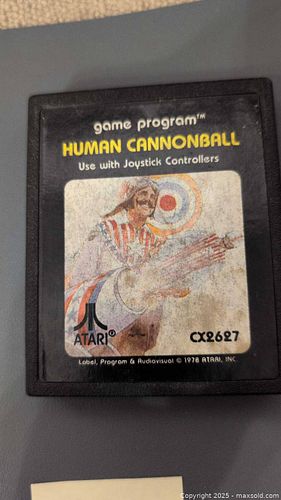 game program™
HUMAN CANNONBALL
Use with Joystick Controllers
ATARI®
CX2627
Label, Program & Audiovisual © 1978 ATARI, INC
Copyright 2025 - maxsold.com